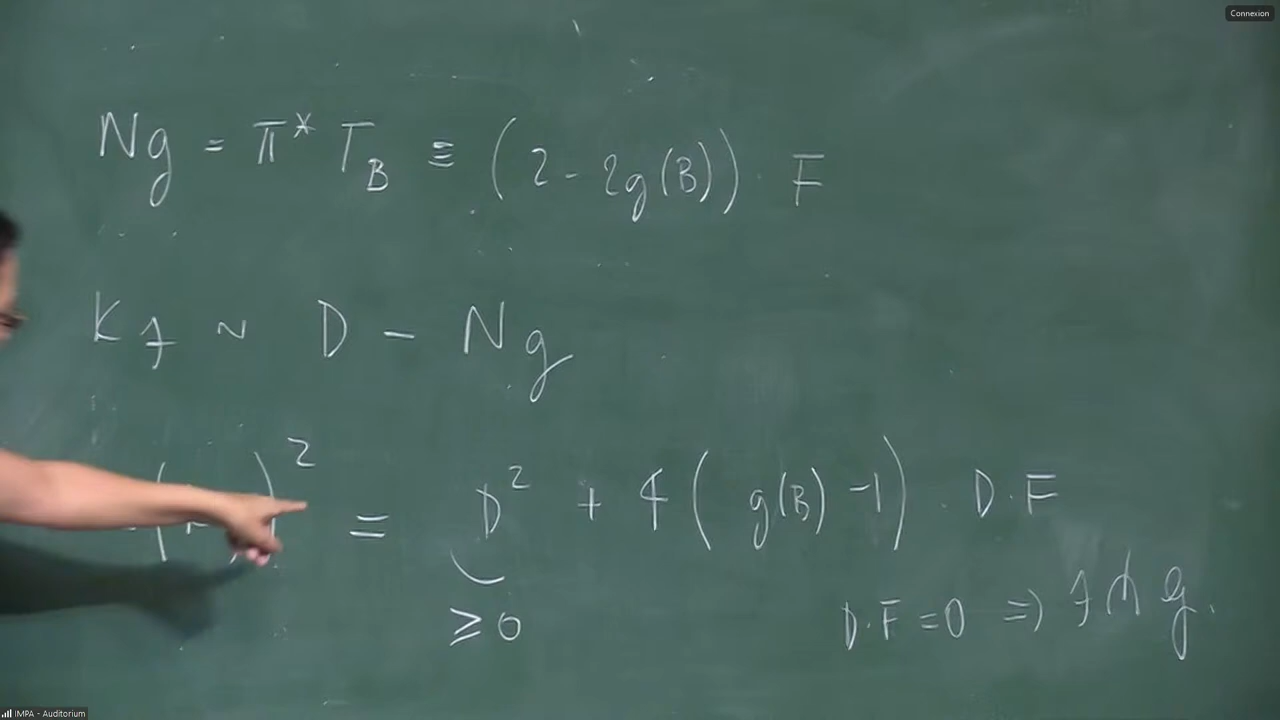 Connexion
Ng = π* T_B ≡ (2 - 2g(B)) · F
K_f ~ D - Ng
( )² = D² + 4 ( g(B) - 1 ) · D · F
≥ 0
D · F = 0 ⇒ f ⋔ g.
IMPA - Auditorium